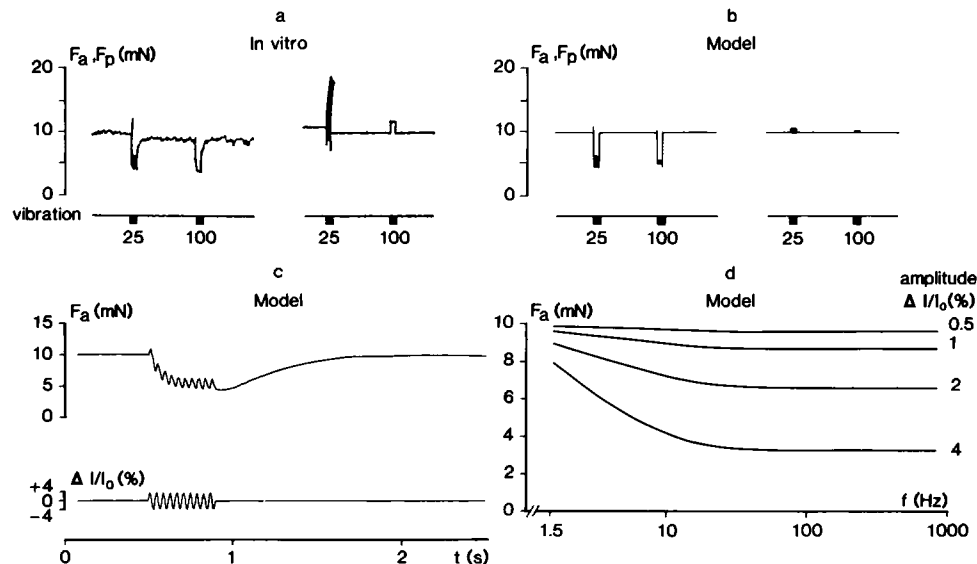 a
In vitro
Fa ,Fp (mN)
20
10
0
vibration
25
100
25
100
b
Model
Fa ,Fp (mN)
20
10
0
25
100
25
100
c
Model
Fa (mN)
15
10
5
0
Δ l/lo (%)
+4
0
-4
0
1
2
t (s)
d
Model
amplitude
Δ l/lo (%)
Fa (mN)
10
8
6
4
2
0
0.5
1
2
4
f (Hz)
1.5
10
100
1000